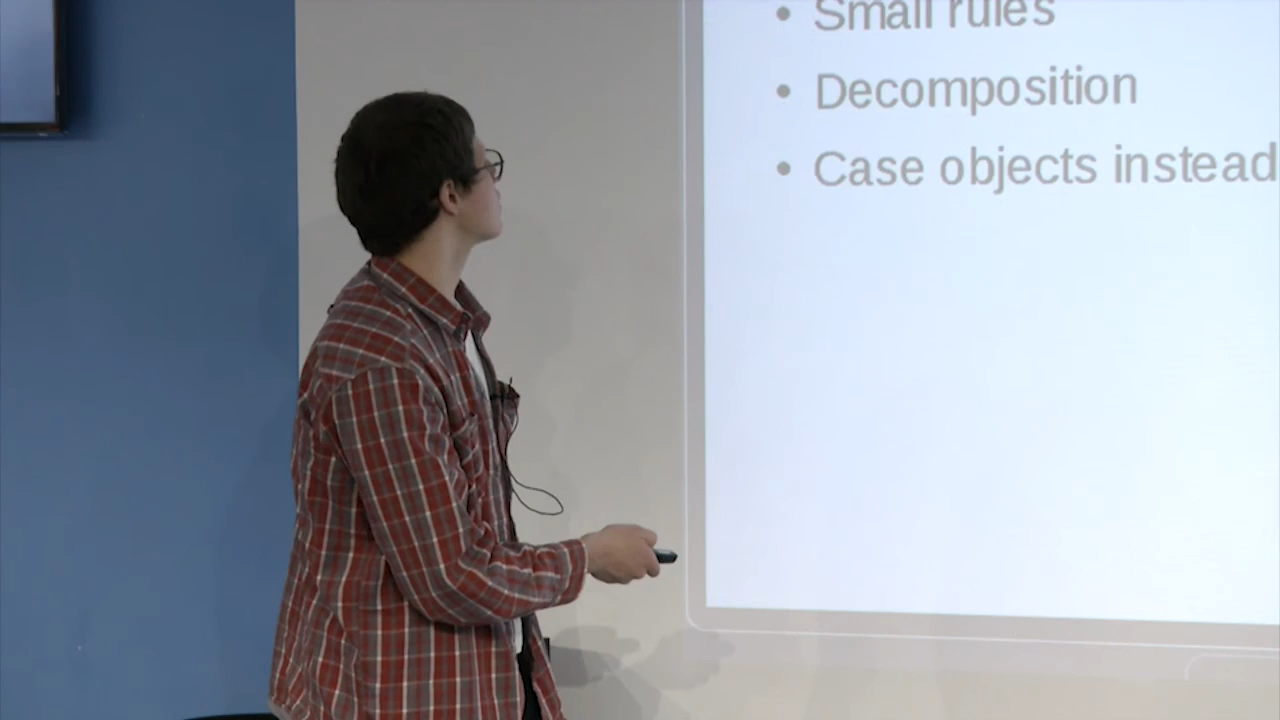 • Small rules
• Decomposition
• Case objects instead